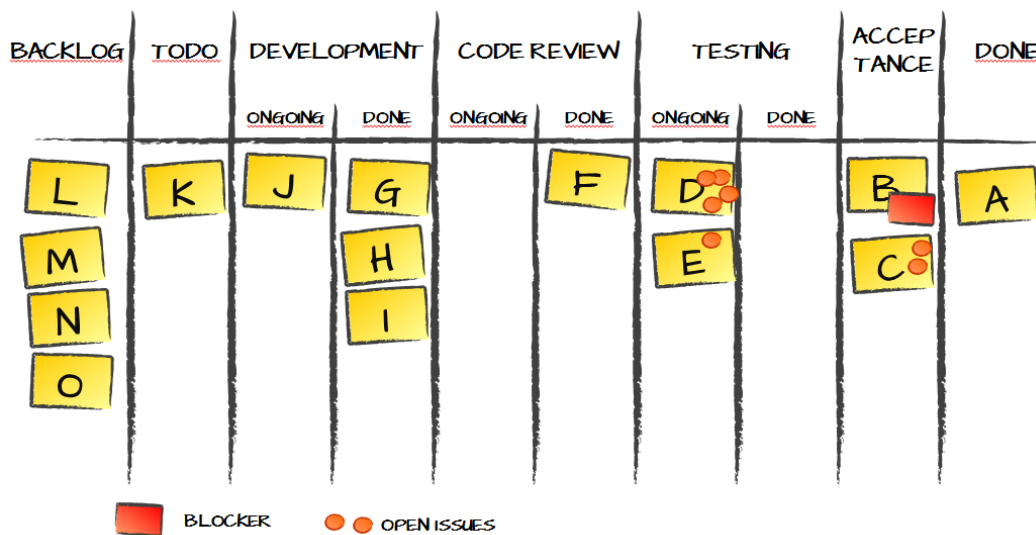 BACKLOG TODO DEVELOPMENT CODE REVIEW TESTING ACCEP TANCE DONE
ONGOING DONE ONGOING DONE ONGOING DONE
L K J G F D B A
M H E C
N I
O
BLOCKER OPEN ISSUES